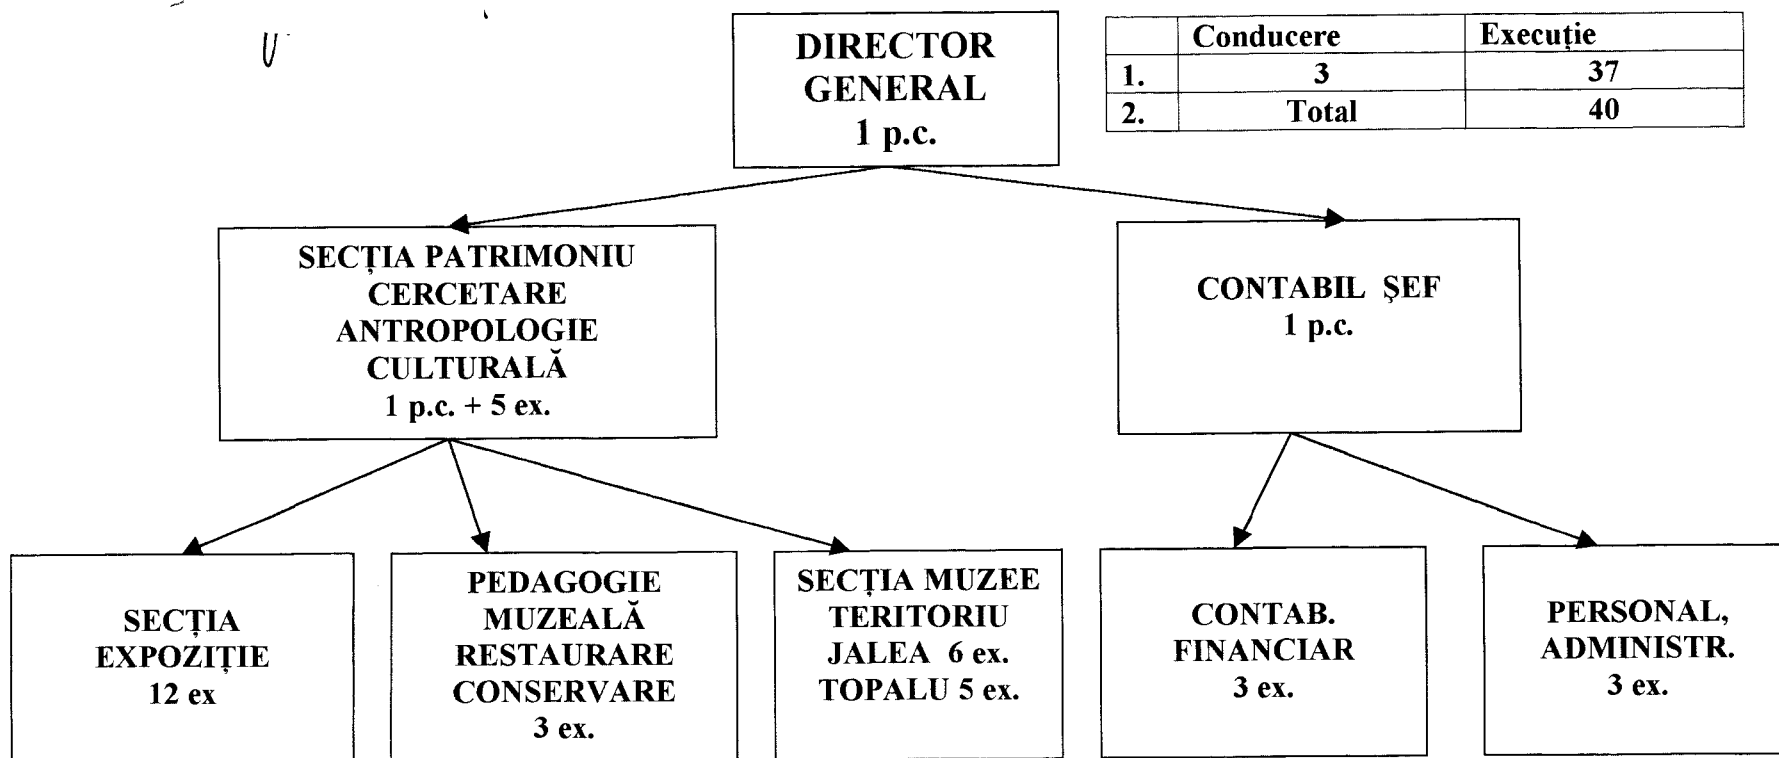 DIRECTOR
GENERAL
1 p.c.
Conducere Execuție
1. 3 37
2. Total 40
SECȚIA PATRIMONIU
CERCETARE
ANTROPOLOGIE
CULTURALĂ
1 p.c. + 5 ex.
CONTABIL ȘEF
1 p.c.
SECȚIA
EXPOZIȚIE
12 ex
PEDAGOGIE
MUZEALĂ
RESTAURARE
CONSERVARE
3 ex.
SECȚIA MUZEE
TERITORIU
JALEA 6 ex.
TOPALU 5 ex.
CONTAB.
FINANCIAR
3 ex.
PERSONAL,
ADMINISTR.
3 ex.